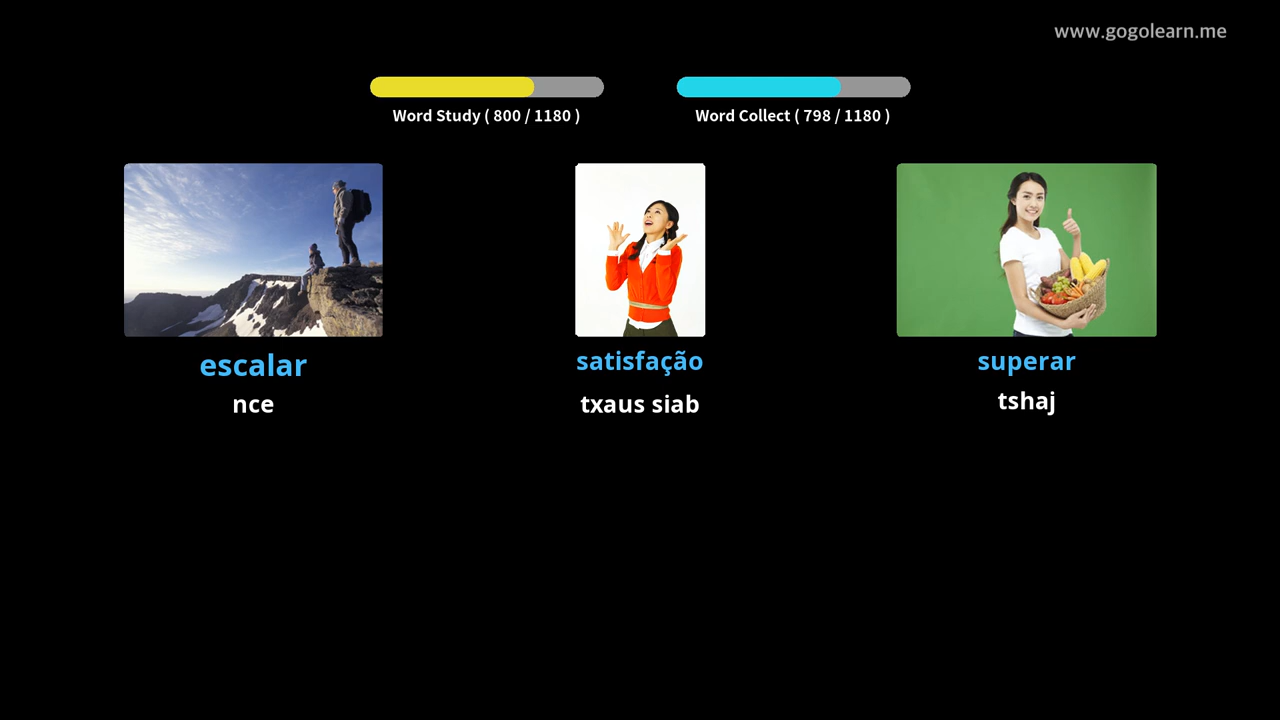 www.gogolearn.me
Word Study ( 800 / 1180 )
Word Collect ( 798 / 1180 )
escalar
satisfação
superar
nce
txaus siab
tshaj